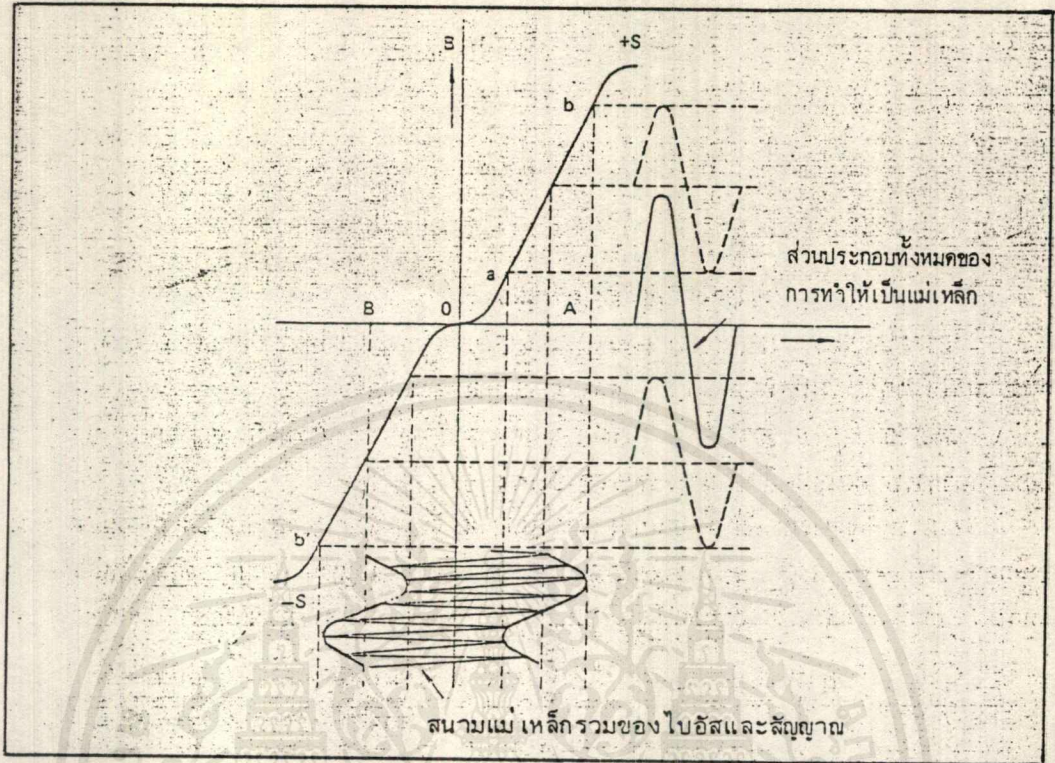 B
+S
b
a
ส่วนประกอบทั้งหมดของ
การทำให้เป็นแม่เหล็ก
B
0
A
b'
-S
สนามแม่เหล็กรวมของไบอัสและสัญญาณ